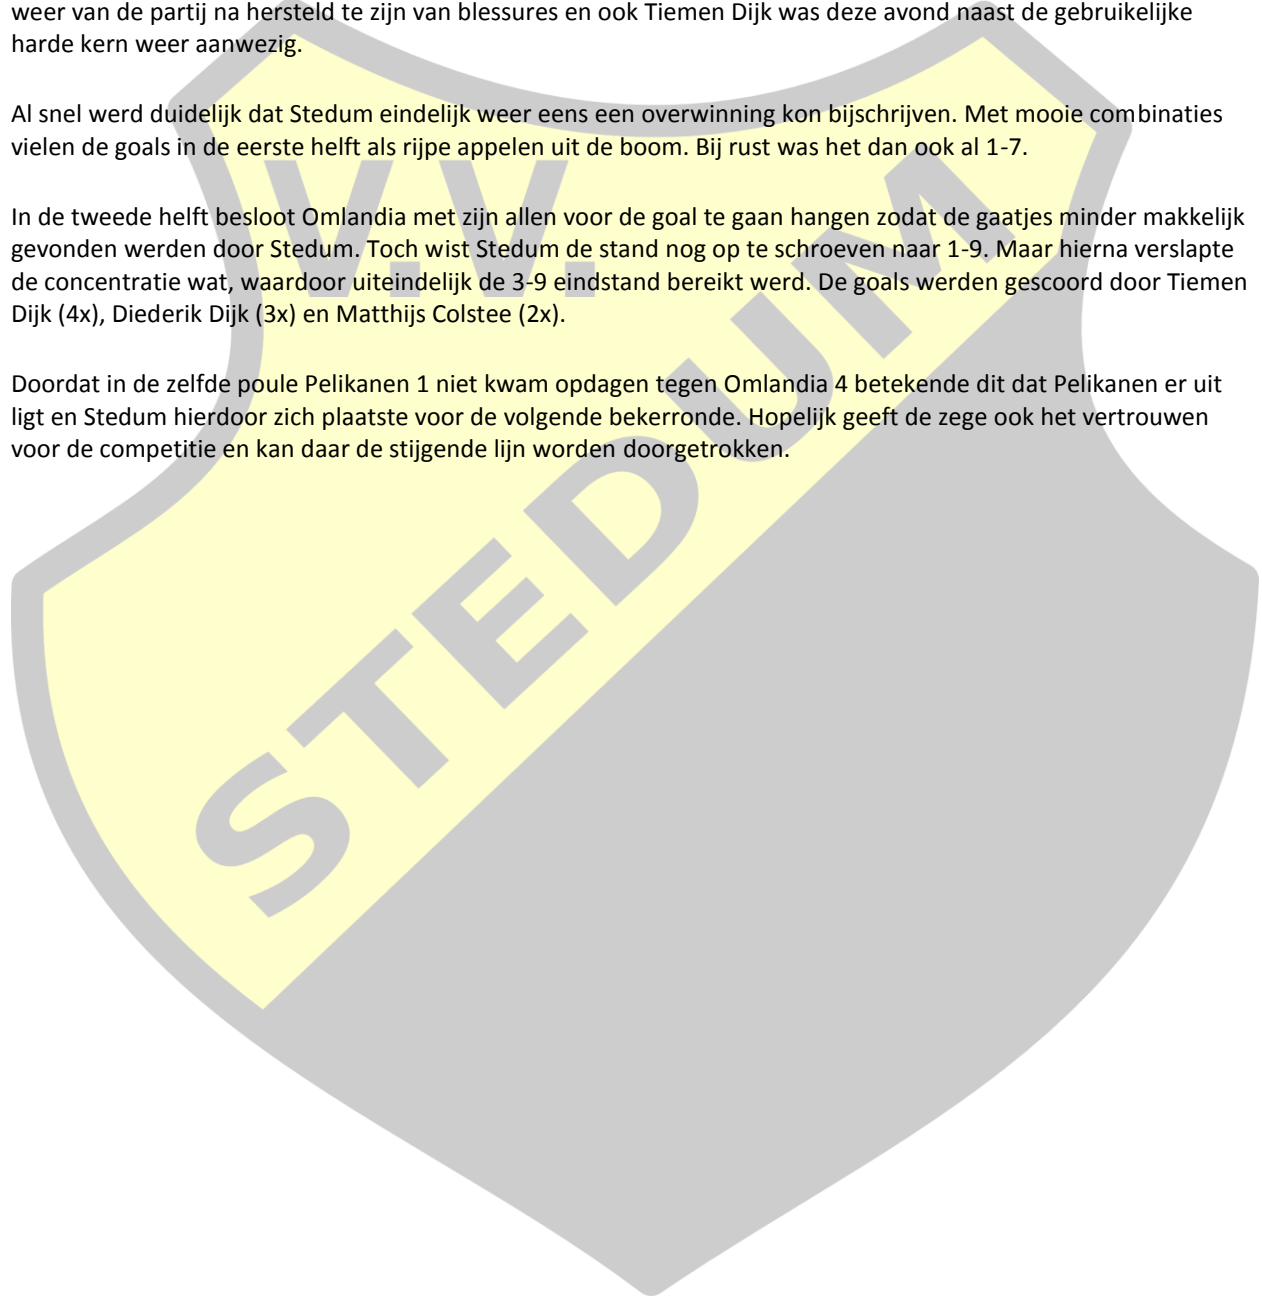 weer van de partij na hersteld te zijn van blessures en ook Tiemen Dijk was deze avond naast de gebruikelijke
harde kern weer aanwezig.
Al snel werd duidelijk dat Stedum eindelijk weer eens een overwinning kon bijschrijven. Met mooie combinaties
vielen de goals in de eerste helft als rijpe appelen uit de boom. Bij rust was het dan ook al 1-7.
In de tweede helft besloot Omlandia met zijn allen voor de goal te gaan hangen zodat de gaatjes minder makkelijk
gevonden werden door Stedum. Toch wist Stedum de stand nog op te schroeven naar 1-9. Maar hierna verslapte
de concentratie wat, waardoor uiteindelijk de 3-9 eindstand bereikt werd. De goals werden gescoord door Tiemen
Dijk (4x), Diederik Dijk (3x) en Matthijs Colstee (2x).
Doordat in de zelfde poule Pelikanen 1 niet kwam opdagen tegen Omlandia 4 betekende dit dat Pelikanen er uit
ligt en Stedum hierdoor zich plaatste voor de volgende bekerronde. Hopelijk geeft de zege ook het vertrouwen
voor de competitie en kan daar de stijgende lijn worden doorgetrokken.
V.V.
STEDUM